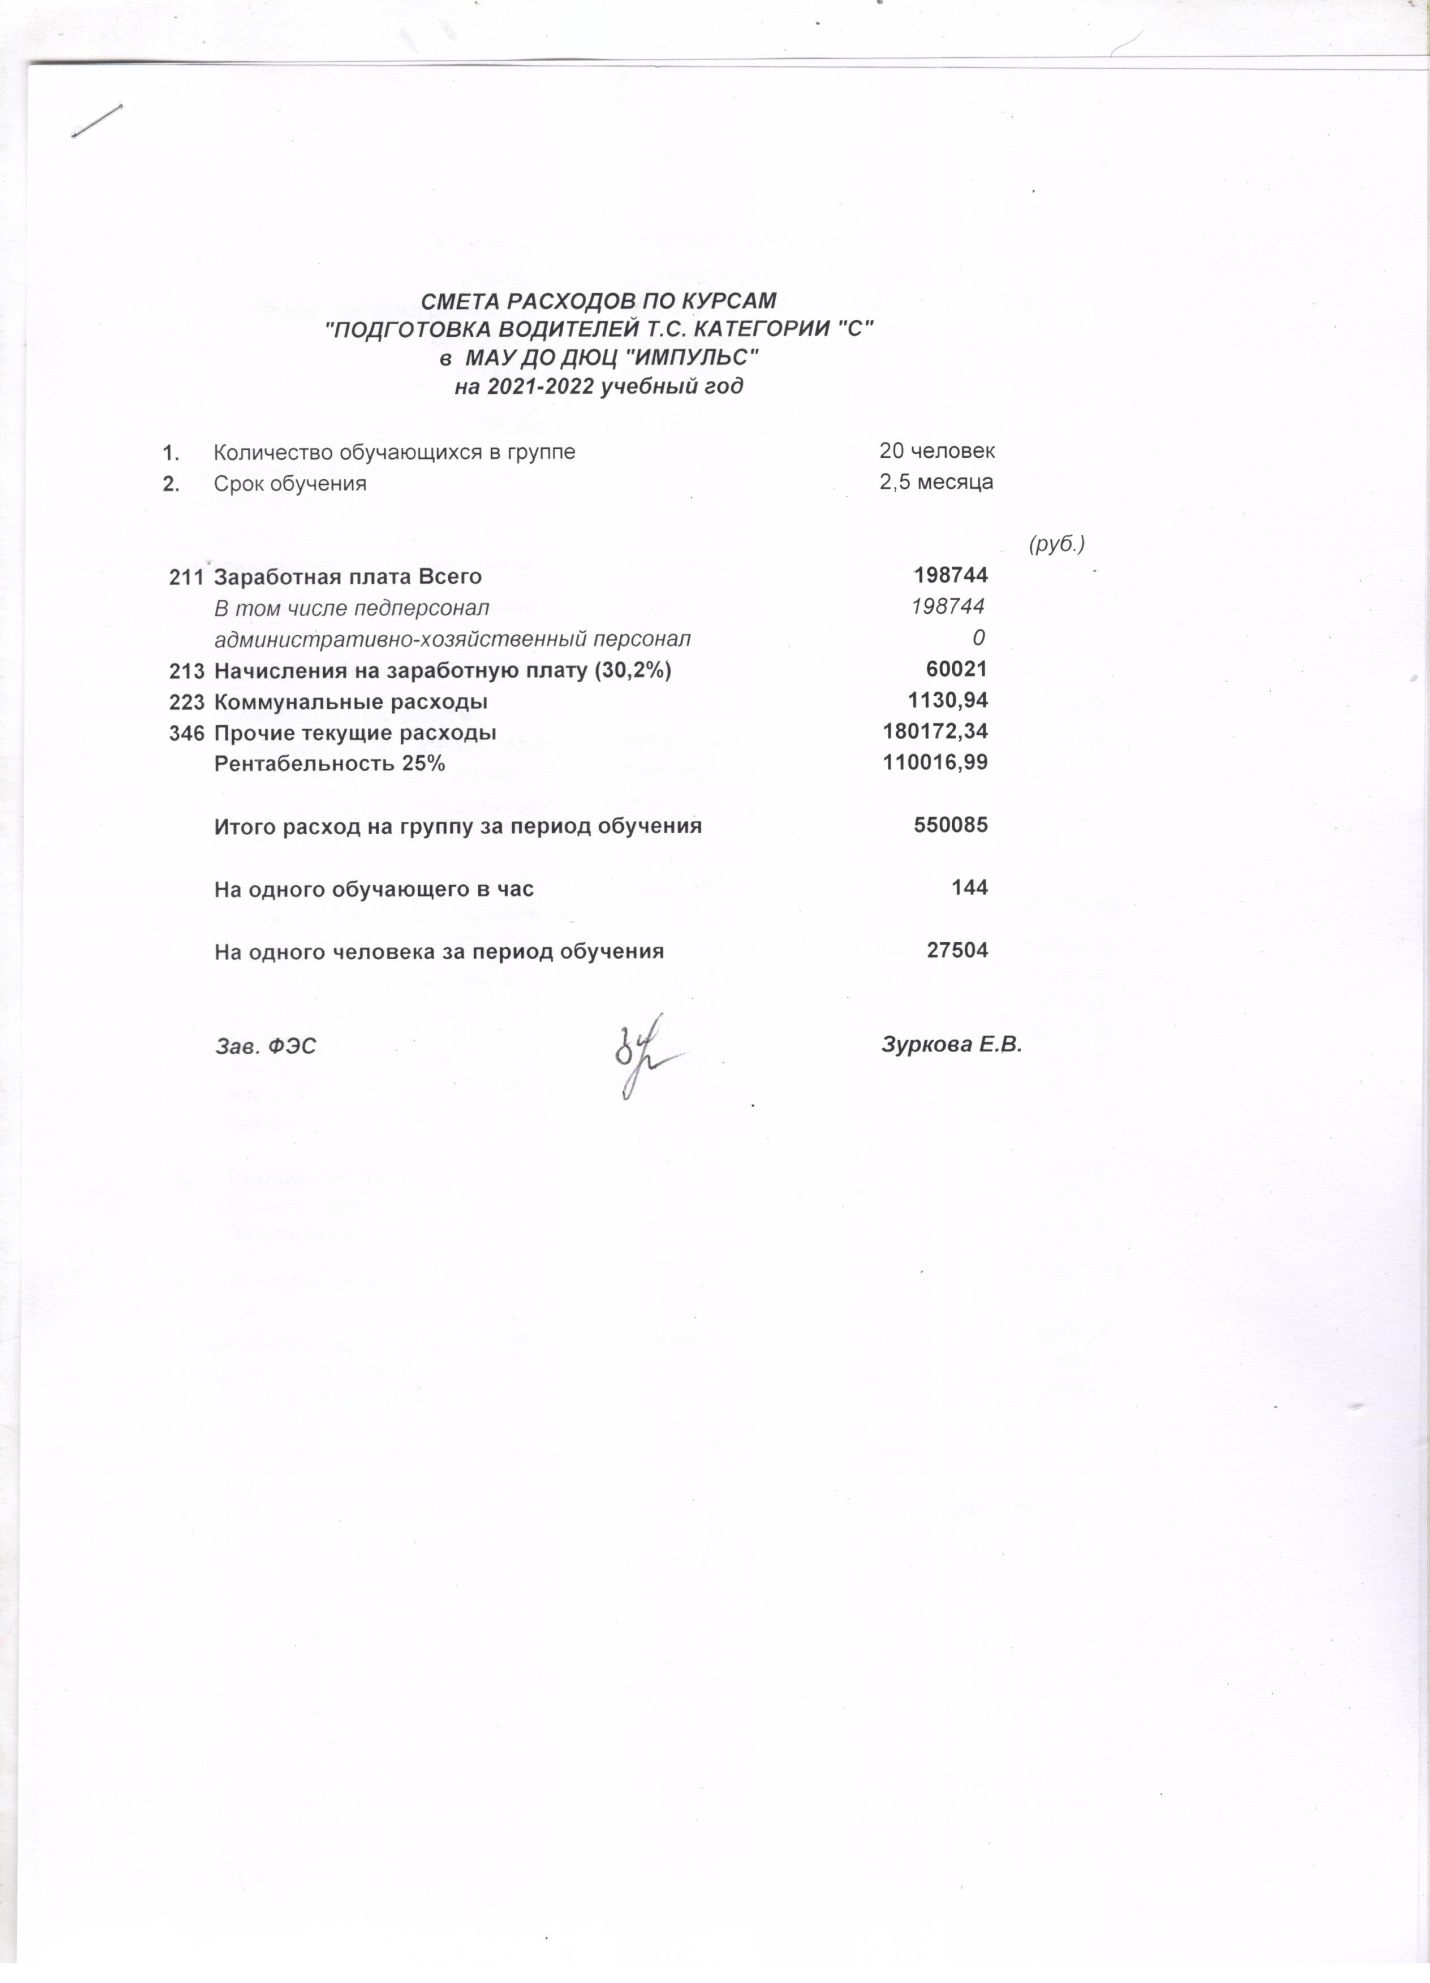 СМЕТА РАСХОДОВ ПО КУРСАМ
"ПОДГОТОВКА ВОДИТЕЛЕЙ Т.С. КАТЕГОРИИ "С"
в МАУ ДО ДЮЦ "ИМПУЛЬС"
на 2021-2022 учебный год
1. Количество обучающихся в группе 20 человек
2. Срок обучения 2,5 месяца
(руб.)
211 Заработная плата Всего 198744
В том числе педперсонал 198744
административно-хозяйственный персонал 0
213 Начисления на заработную плату (30,2%) 60021
223 Коммунальные расходы 1130,94
346 Прочие текущие расходы 180172,34
Рентабельность 25% 110016,99
Итого расход на группу за период обучения 550085
На одного обучающего в час 144
На одного человека за период обучения 27504
Зав. ФЭС Зуркова Е.В.